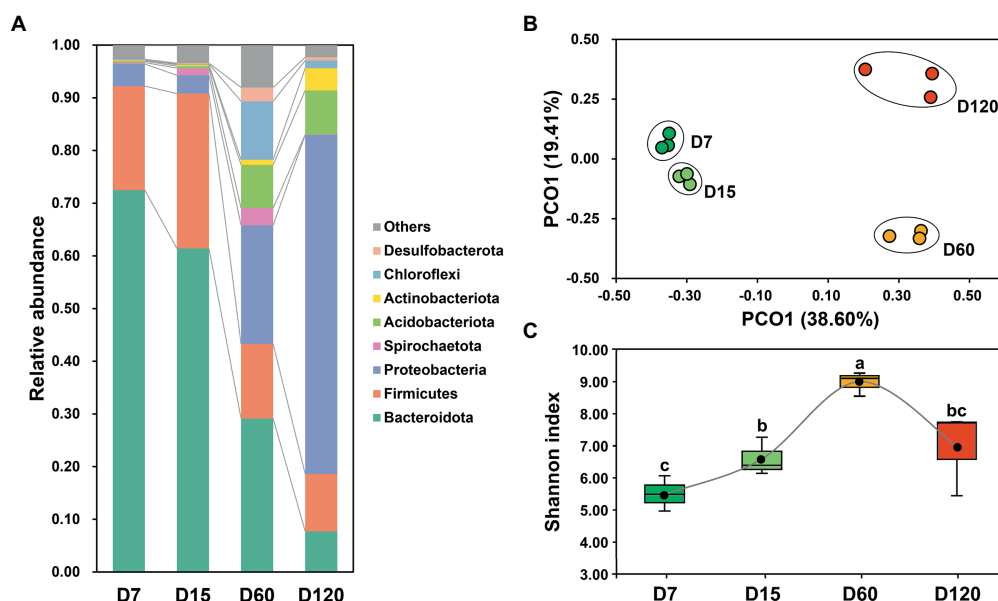 A
Relative abundance
1.00
0.90
0.80
0.70
0.60
0.50
0.40
0.30
0.20
0.10
0.00
D7 D15 D60 D120
Others
Desulfobacterota
Chloroflexi
Actinobacteriota
Acidobacteriota
Spirochaetota
Proteobacteria
Firmicutes
Bacteroidota
B
PCO1 (19.41%)
0.50
0.25
0.00
-0.25
-0.50
D120
D7
D15
D60
-0.50 -0.30 -0.10 0.10 0.30 0.50
PCO1 (38.60%)
C
Shannon index
10.00
9.00
8.00
7.00
6.00
5.00
4.00
3.00
c b a bc
D7 D15 D60 D120